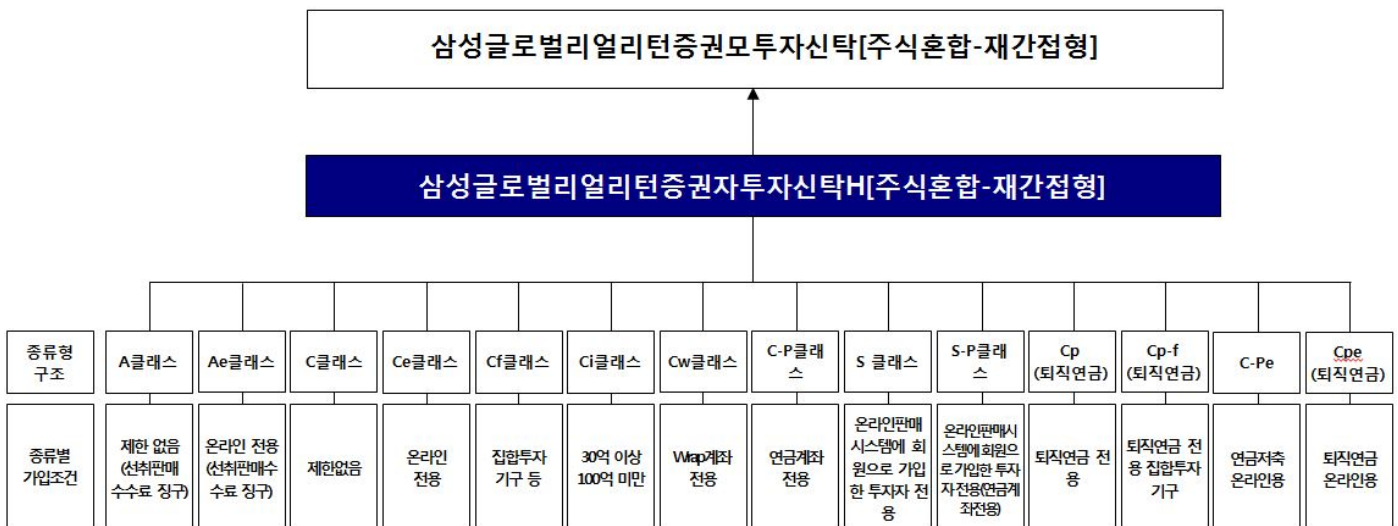 삼성글로벌리얼리턴증권모투자신탁[주식혼합-재간접형]
삼성글로벌리얼리턴증권자투자신탁H[주식혼합-재간접형]
종류형
구조
A클래스
Ae클래스
C클래스
Ce클래스
Cf클래스
Ci클래스
Cw클래스
C-P클래
스
S 클래스
S-P클래
스
Cp
(퇴직연금)
Cp-f
(퇴직연금)
C-Pe
Cpe
(퇴직연금)
종류별
가입조건
제한 없음
(선취판매
수수료 징구)
온라인 전용
(선취판매수
수료 징구)
제한없음
온라인
전용
집합투자
기구 등
30억 이상
100억 미만
Wrap계좌
전용
연금계좌
전용
온라인판매
시스템에 회
원으로 가입
한 투자자 전
용
온라인판매시
스템에 회원으
로 가입한 투자
자 전용(연금계
좌전용)
퇴직연금 전
용
퇴직연금 전
용 집합투자
기구
연금저축
온라인용
퇴직연금
온라인용